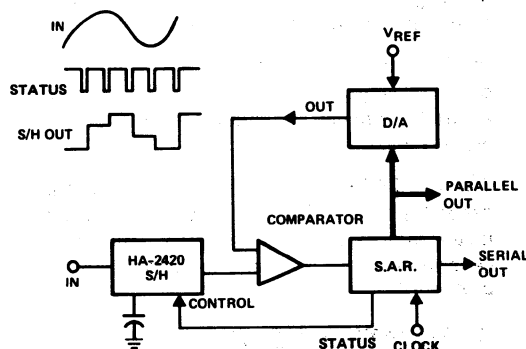 IN
STATUS
S/H OUT
VREF
OUT
D/A
PARALLEL
OUT
COMPARATOR
HA-2420
S/H
S.A.R.
SERIAL
OUT
IN
CONTROL
STATUS
CLOCK